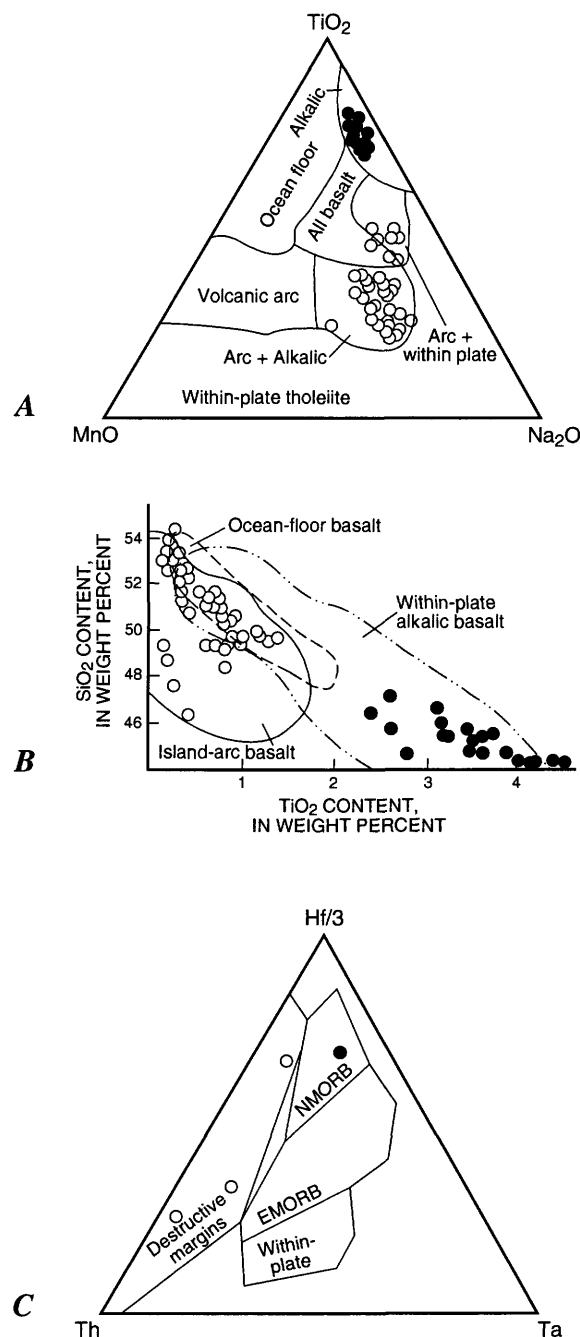 TiO2
Alkalic
Ocean floor
All basalt
Volcanic arc
Arc +
within plate
Arc + Alkalic
Within-plate tholeiite
A
MnO
Na2O
SiO2 CONTENT,
IN WEIGHT PERCENT
54
52
50
48
46
Ocean-floor basalt
Within-plate
alkalic basalt
Island-arc basalt
B
1
2
3
4
TiO2 CONTENT,
IN WEIGHT PERCENT
Hf/3
NMORB
EMORB
Destructive
margins
Within-
plate
C
Th
Ta